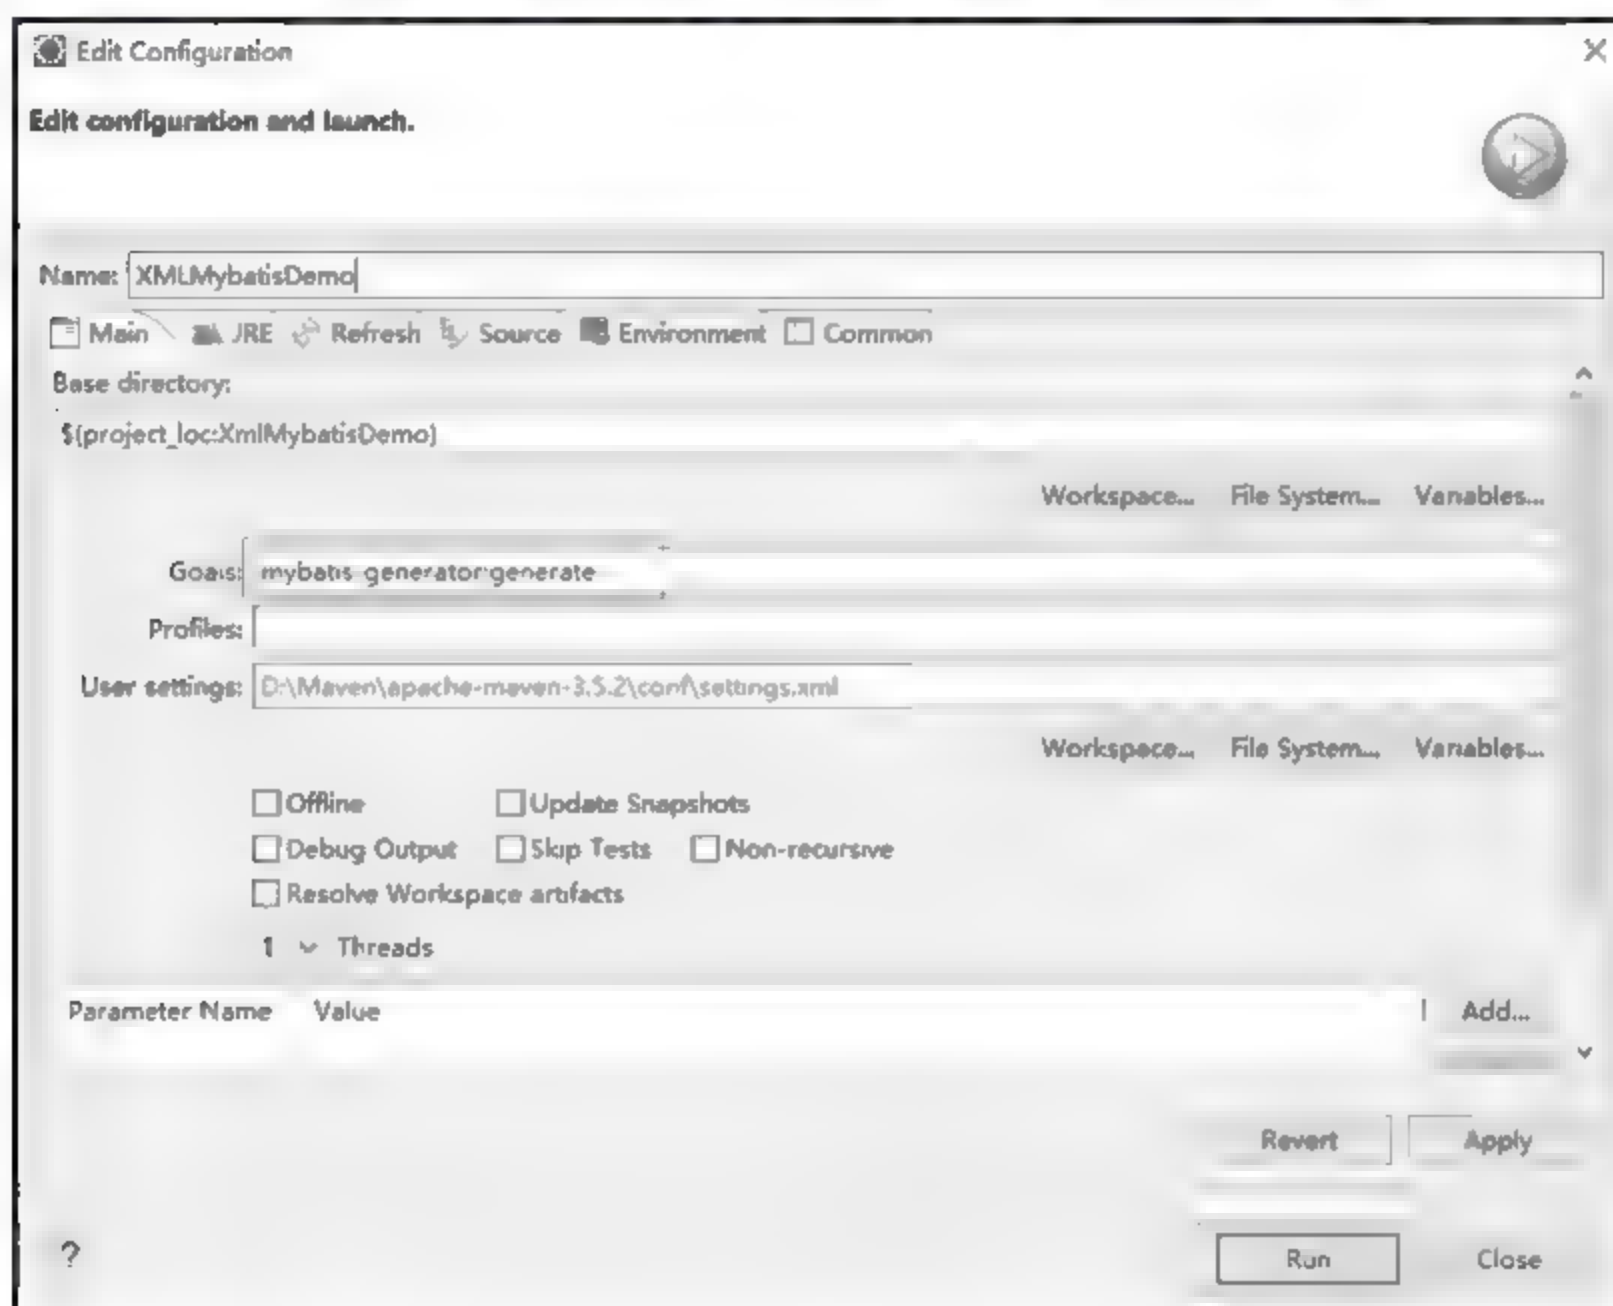 Edit Configuration
Edit configuration and launch.
Name: XMLMybatisDemo
Main JRE Refresh Source Environment Common
Base directory:
${project_loc:XmlMybatisDemo}
Workspace... File System... Variables...
Goals: mybatis-generator:generate
Profiles:
User settings: D:\Maven\apache-maven-3.5.2\conf\settings.xml
Workspace... File System... Variables...
Offline Update Snapshots
Debug Output Skip Tests Non-recursive
Resolve Workspace artifacts
1 Threads
Parameter Name Value Add...
Revert Apply
? Run Close